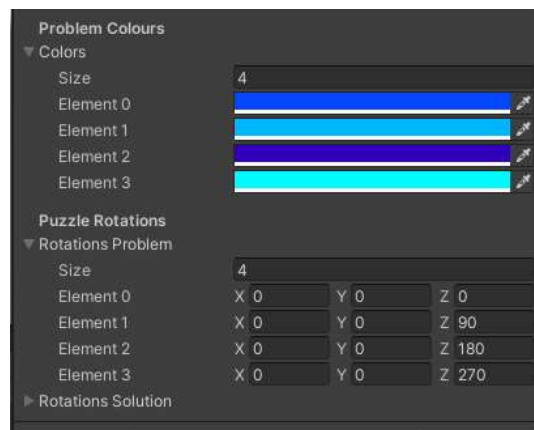 Problem Colours
Colors
Size 4
Element 0
Element 1
Element 2
Element 3
Puzzle Rotations
Rotations Problem
Size 4
Element 0 X 0 Y 0 Z 0
Element 1 X 0 Y 0 Z 90
Element 2 X 0 Y 0 Z 180
Element 3 X 0 Y 0 Z 270
Rotations Solution